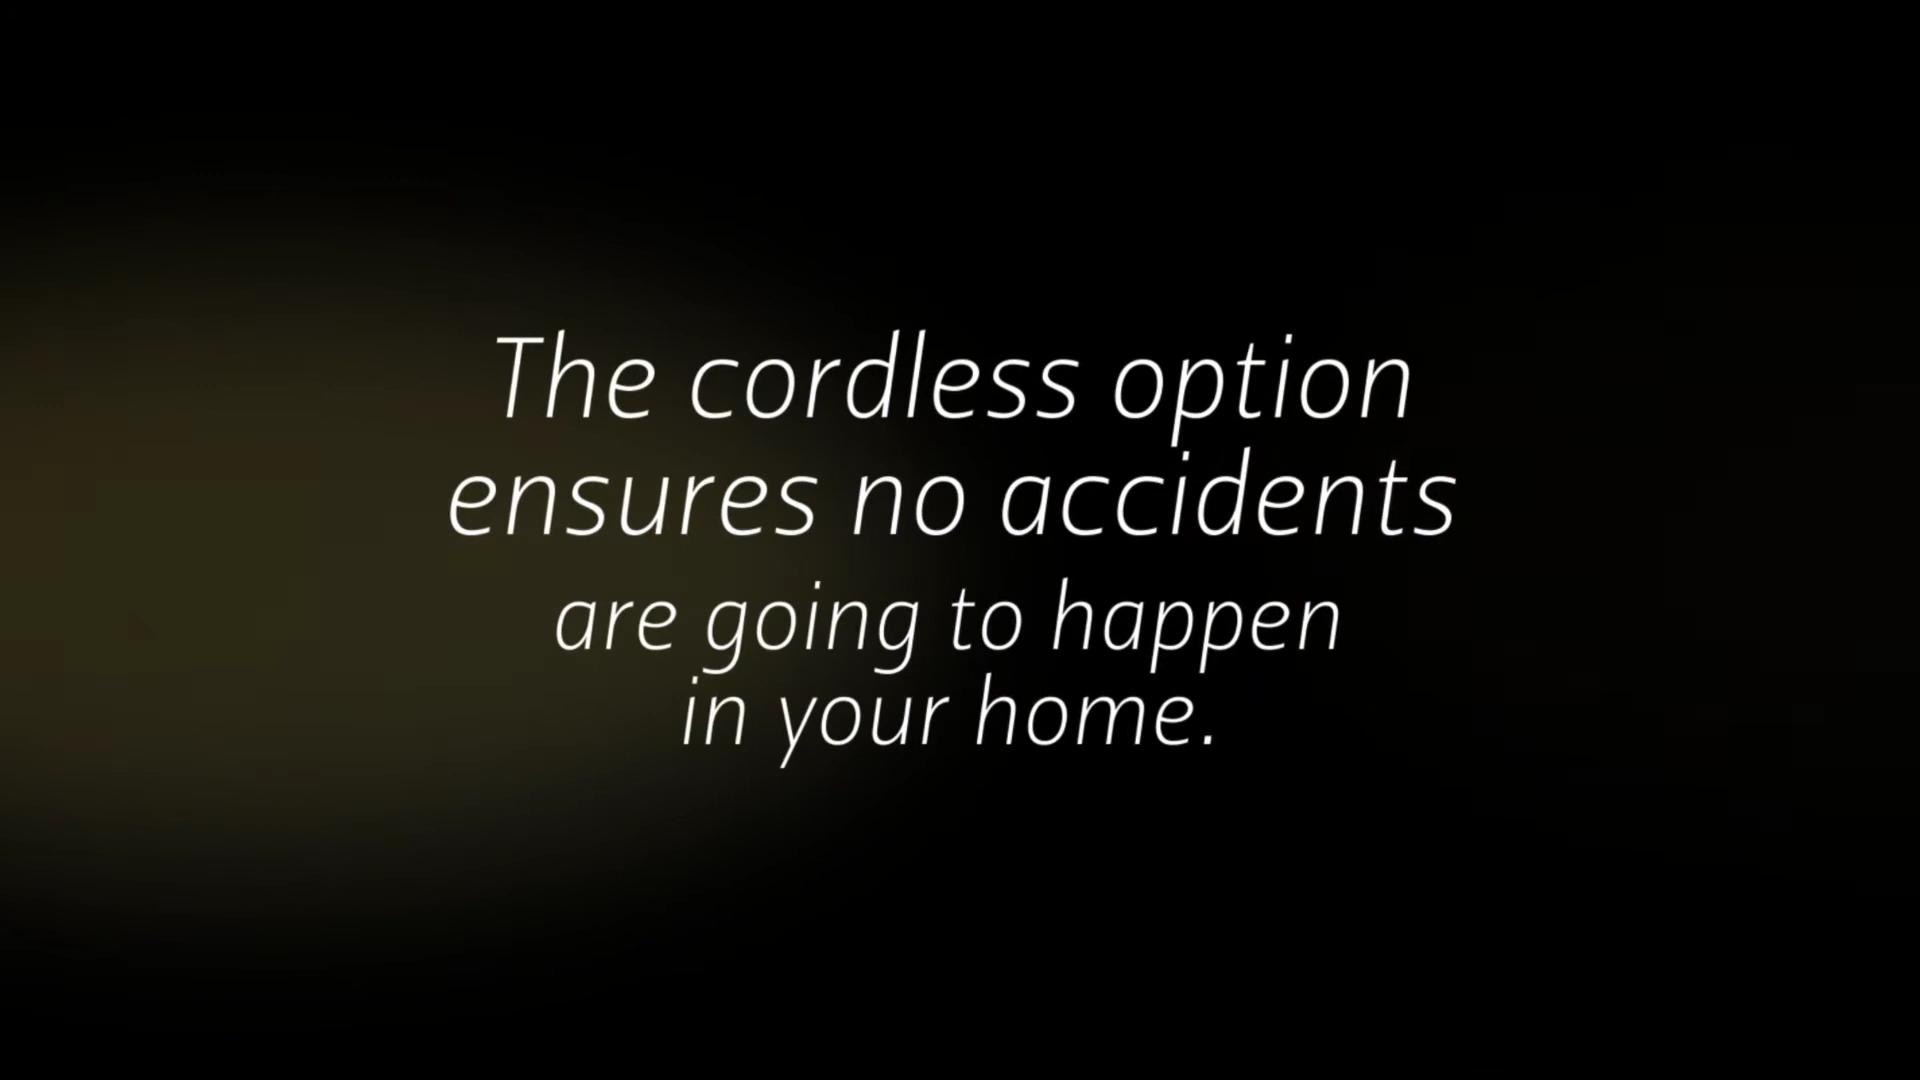 The cordless option
ensures no accidents
are going to happen
in your home.